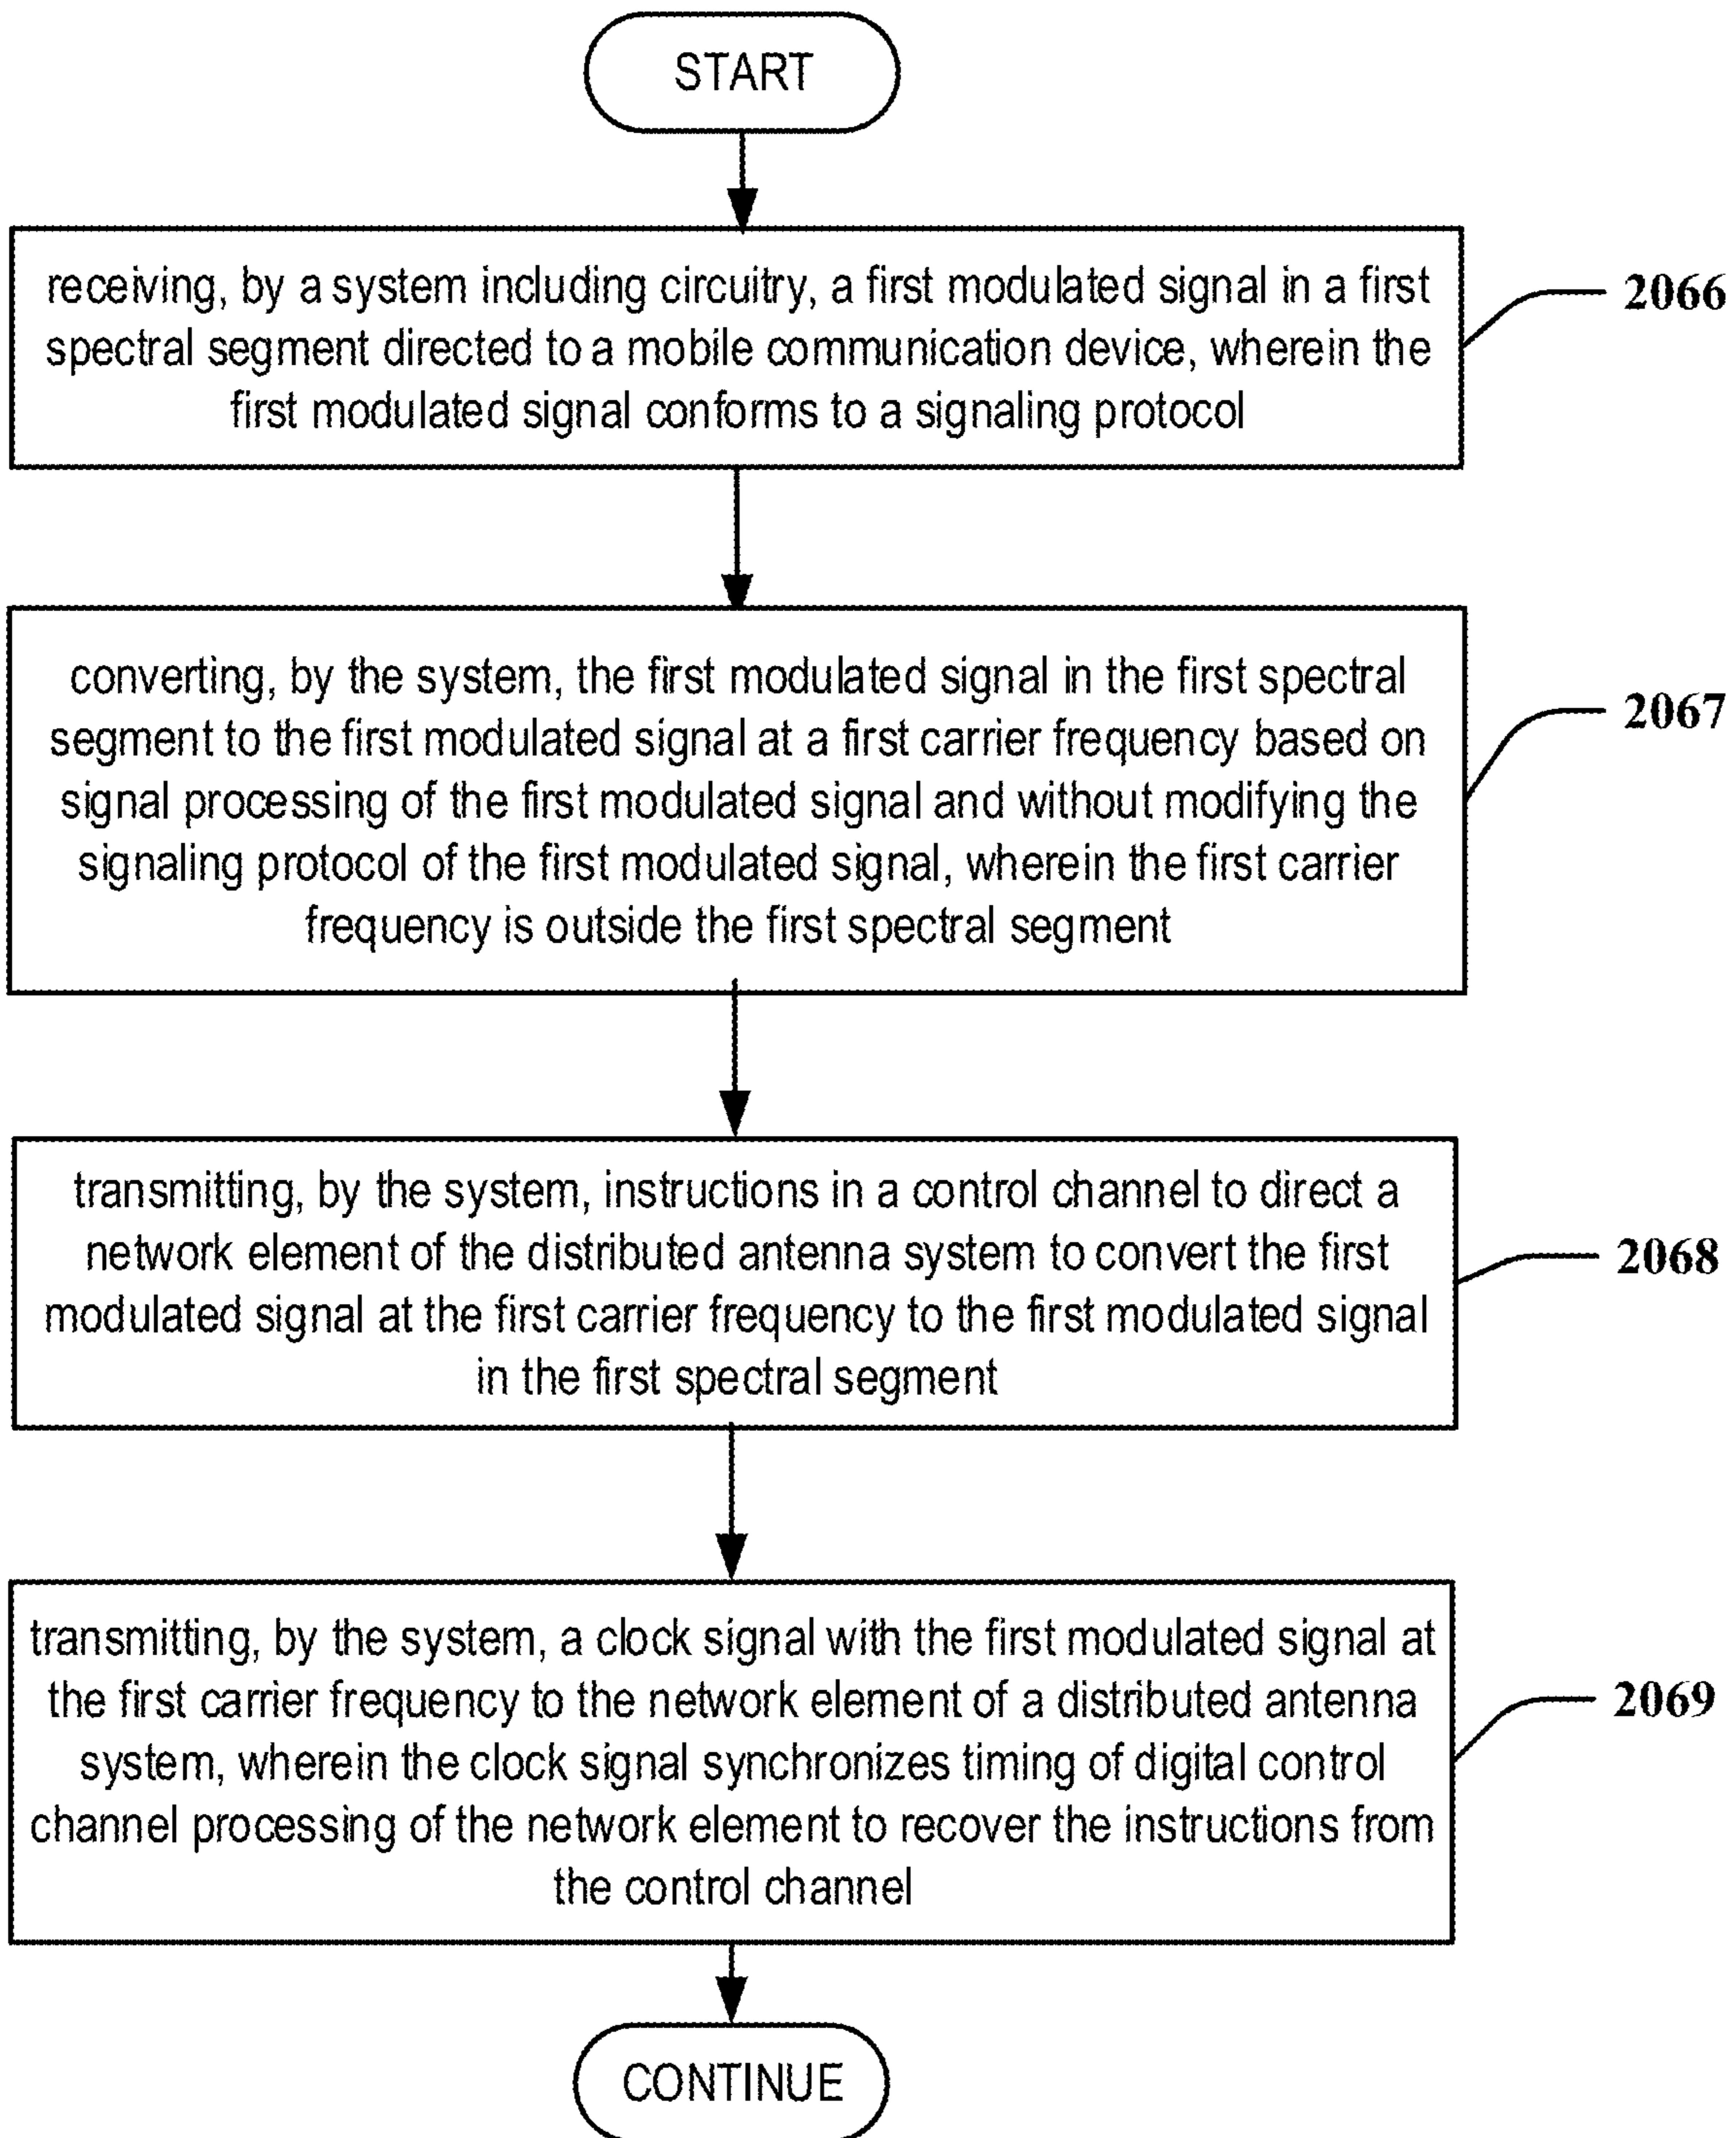 START
receiving, by a system including circuitry, a first modulated signal in a first
spectral segment directed to a mobile communication device, wherein the
first modulated signal conforms to a signaling protocol
2066
converting, by the system, the first modulated signal in the first spectral
segment to the first modulated signal at a first carrier frequency based on
signal processing of the first modulated signal and without modifying the
signaling protocol of the first modulated signal, wherein the first carrier
frequency is outside the first spectral segment
2067
transmitting, by the system, instructions in a control channel to direct a
network element of the distributed antenna system to convert the first
modulated signal at the first carrier frequency to the first modulated signal
in the first spectral segment
2068
transmitting, by the system, a clock signal with the first modulated signal at
the first carrier frequency to the network element of a distributed antenna
system, wherein the clock signal synchronizes timing of digital control
channel processing of the network element to recover the instructions from
the control channel
2069
CONTINUE